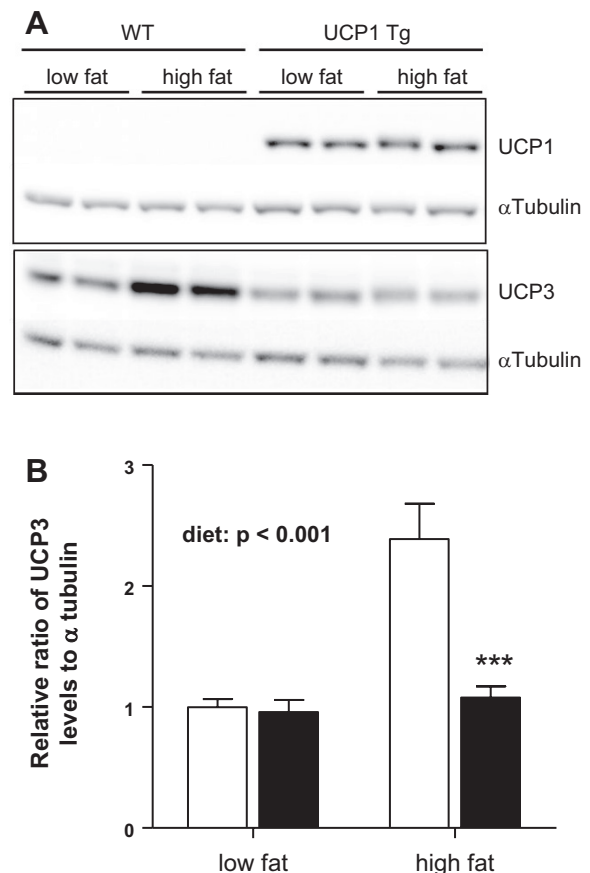 A
WT UCP1 Tg
low fat high fat low fat high fat
UCP1
αTubulin
UCP3
αTubulin
B
Relative ratio of UCP3
levels to α tubulin
3
2
1
0
diet: p < 0.001
***
low fat high fat